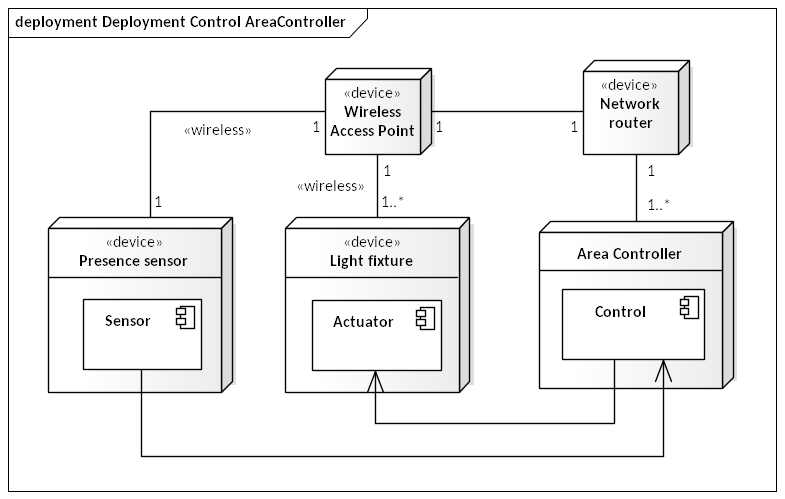 deployment Deployment Control AreaController
«device»
Wireless
Access Point
«device»
Network
router
«wireless»
1
1
1
1
1
«wireless»
1
1..*
1..*
«device»
Presence sensor
«device»
Light fixture
Area Controller
Sensor
Actuator
Control